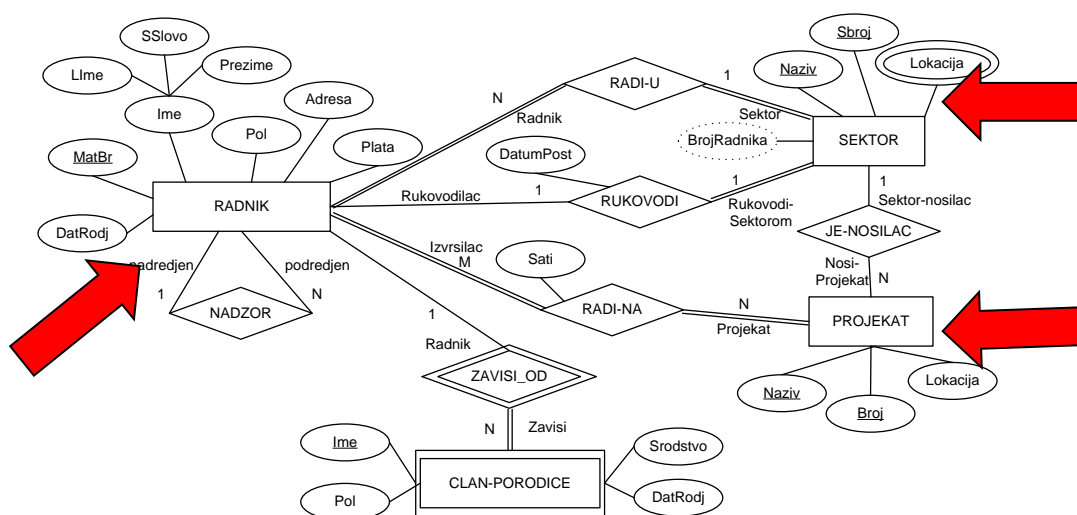 SSlovo
Sbroj
LIme
Prezime
Naziv
Lokacija
Ime
Adresa
N
RADI-U
1
Radnik
Sektor
Pol
BrojRadnika
SEKTOR
MatBr
Plata
DatumPost
RADNIK
Rukovodilac
1
RUKOVODI
1
Rukovodi-
Sektorom
1
Sektor-nosilac
DatRodj
JE-NOSILAC
nadredjen
podredjen
Izvrsilac
M
Sati
Nosi-
Projekat
N
1
N
NADZOR
RADI-NA
N
Projekat
PROJEKAT
1
Radnik
ZAVISI_OD
Naziv
Broj
Lokacija
N
Zavisi
Ime
Srodstvo
CLAN-PORODICE
Pol
DatRodj